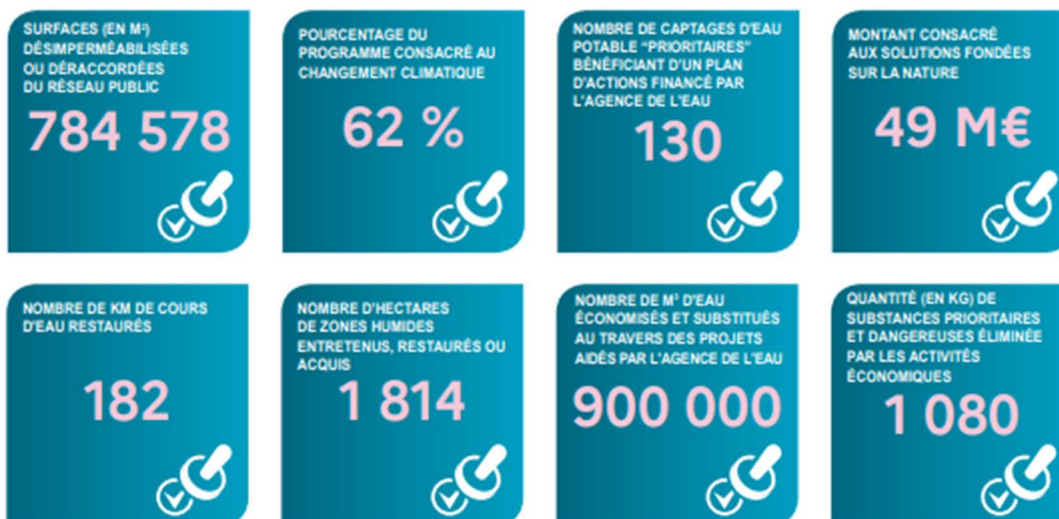 SURFACES (EN M²)
DÉSIMPERMÉABILISÉES
OU DÉRACCORDÉES
DU RÉSEAU PUBLIC
784 578
POURCENTAGE DU
PROGRAMME CONSACRÉ AU
CHANGEMENT CLIMATIQUE
62 %
NOMBRE DE CAPTAGES D'EAU
POTABLE "PRIORITAIRES"
BÉNÉFICIANT D'UN PLAN
D'ACTIONS FINANCÉ PAR
L'AGENCE DE L'EAU
130
MONTANT CONSACRÉ
AUX SOLUTIONS FONDÉES
SUR LA NATURE
49 M€
NOMBRE DE KM DE COURS
D'EAU RESTAURÉS
182
NOMBRE D'HECTARES
DE ZONES HUMIDES
ENTRETENUS, RESTAURÉS OU
ACQUIS
1 814
NOMBRE DE M³ D'EAU
ÉCONOMISÉS ET SUBSTITUÉS
AU TRAVERS DES PROJETS
AIDÉS PAR L'AGENCE DE L'EAU
900 000
QUANTITÉ (EN KG) DE
SUBSTANCES PRIORITAIRES
ET DANGEREUSES ÉLIMINÉE
PAR LES ACTIVITÉS
ÉCONOMIQUES
1 080